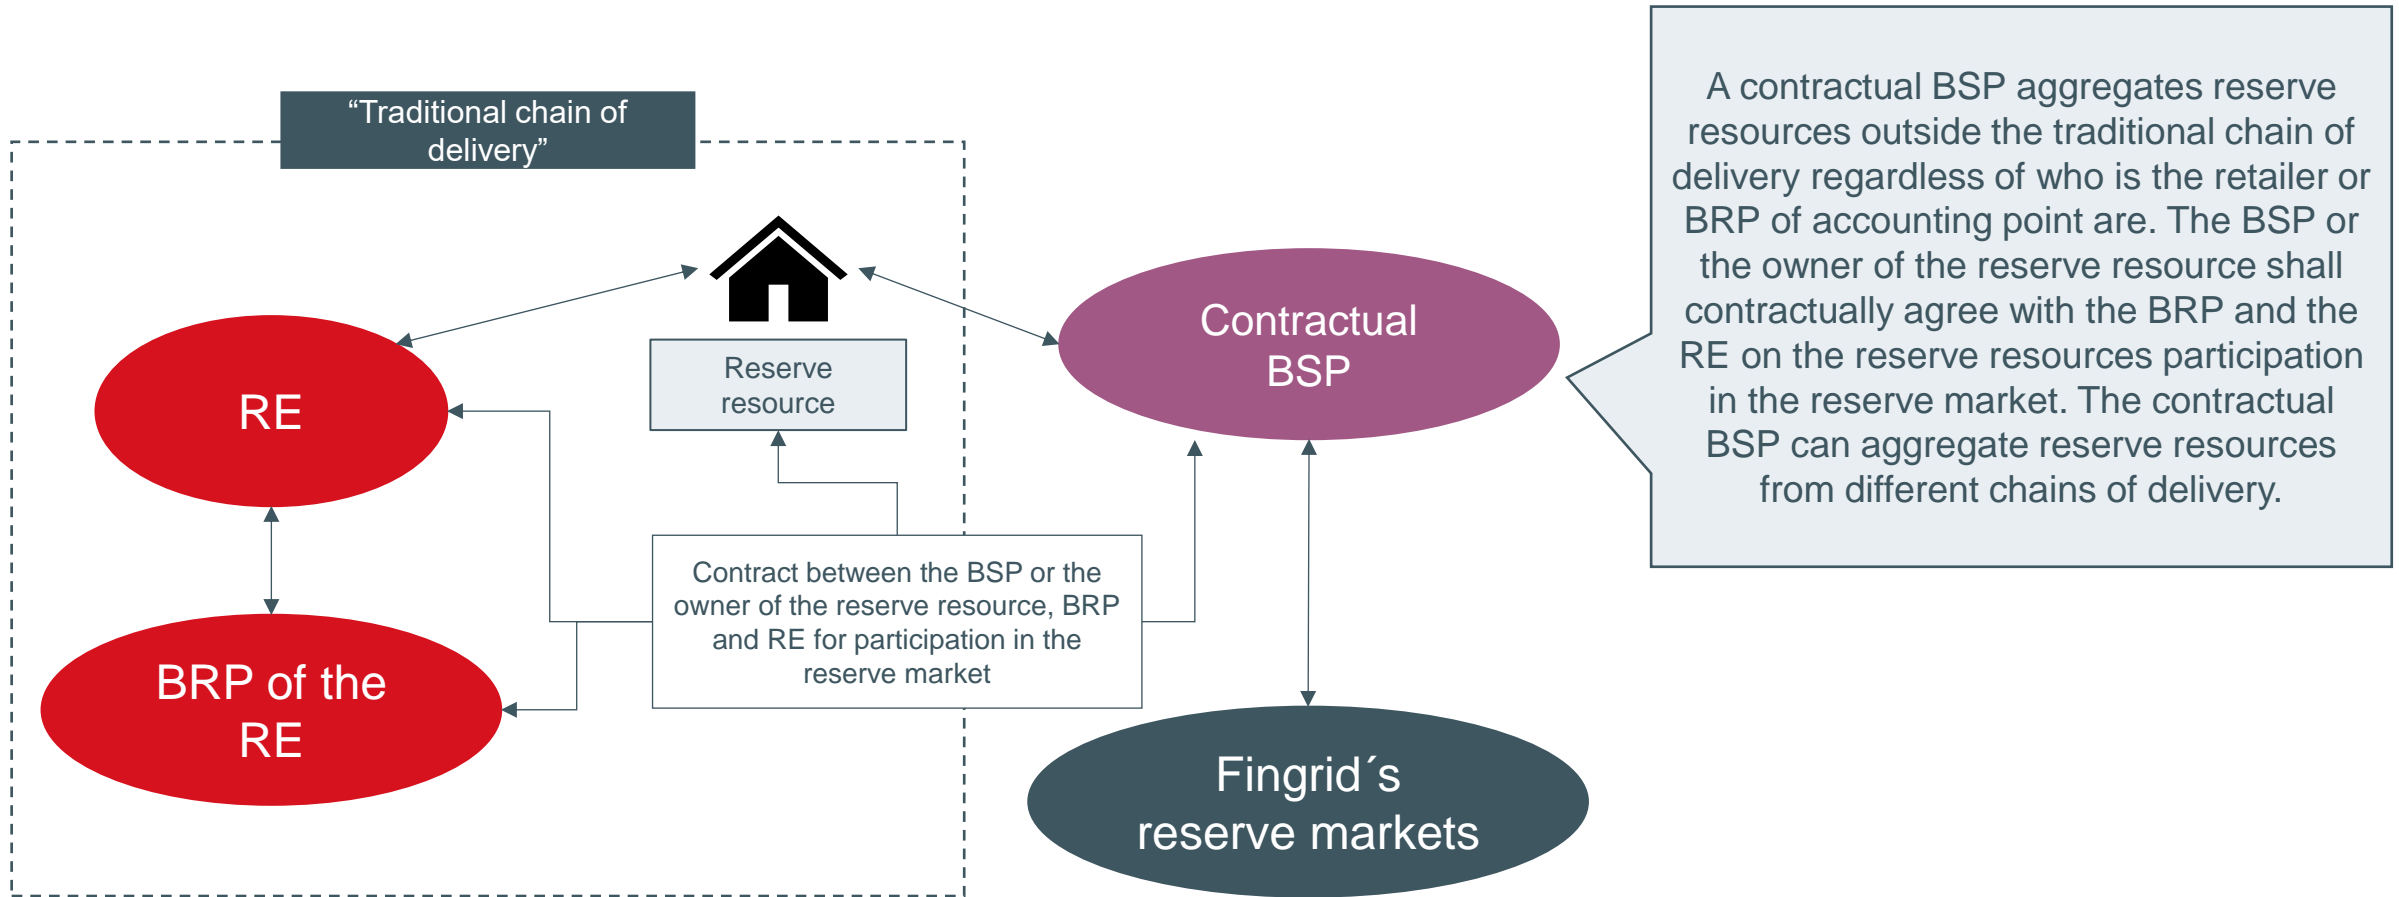 “Traditional chain of
delivery”
A contractual BSP aggregates reserve
resources outside the traditional chain of
delivery regardless of who is the retailer or
BRP of accounting point are. The BSP or
the owner of the reserve resource shall
contractually agree with the BRP and the
RE on the reserve resources participation
in the reserve market. The contractual
BSP can aggregate reserve resources
from different chains of delivery.
Contractual
BSP
Reserve
resource
RE
Contract between the BSP or the
owner of the reserve resource, BRP
and RE for participation in the
reserve market
BRP of the
RE
Fingrid´s
reserve markets